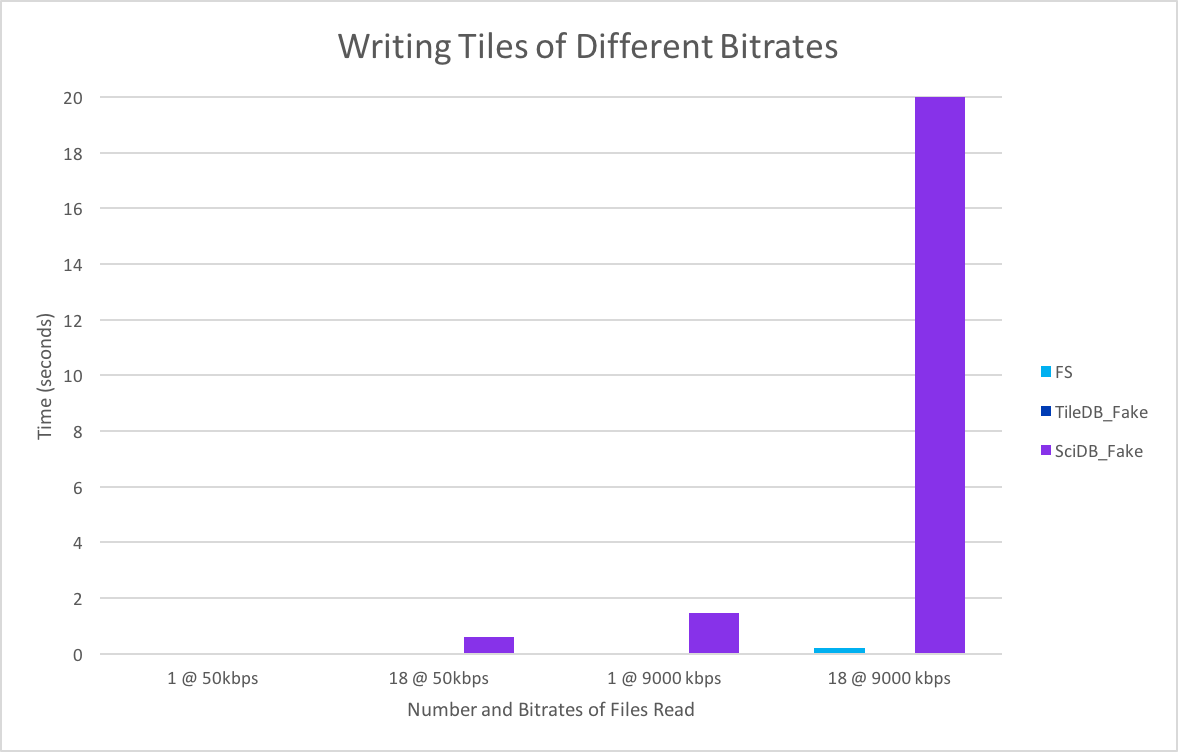 Writing Tiles of Different Bitrates
20
18
16
14
12
10
8
6
4
2
0
Time (seconds)
1 @ 50kbps
18 @ 50kbps
1 @ 9000 kbps
18 @ 9000 kbps
Number and Bitrates of Files Read
FS
TileDB_Fake
SciDB_Fake